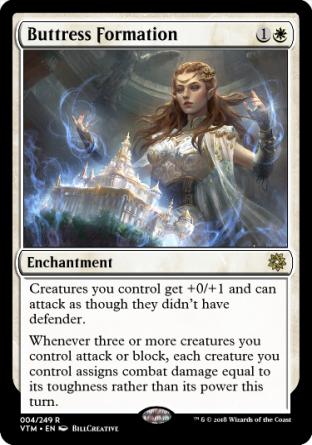 Buttress Formation 1
Enchantment
Creatures you control get +0/+1 and can
attack as though they didn't have
defender.
Whenever three or more creatures you
control attack or block, each creature you
control assigns combat damage equal to
its toughness rather than its power this
turn.
004/249 R
VTM • EN BILLCREATIVE
™ & © 2018 Wizards of the Coast